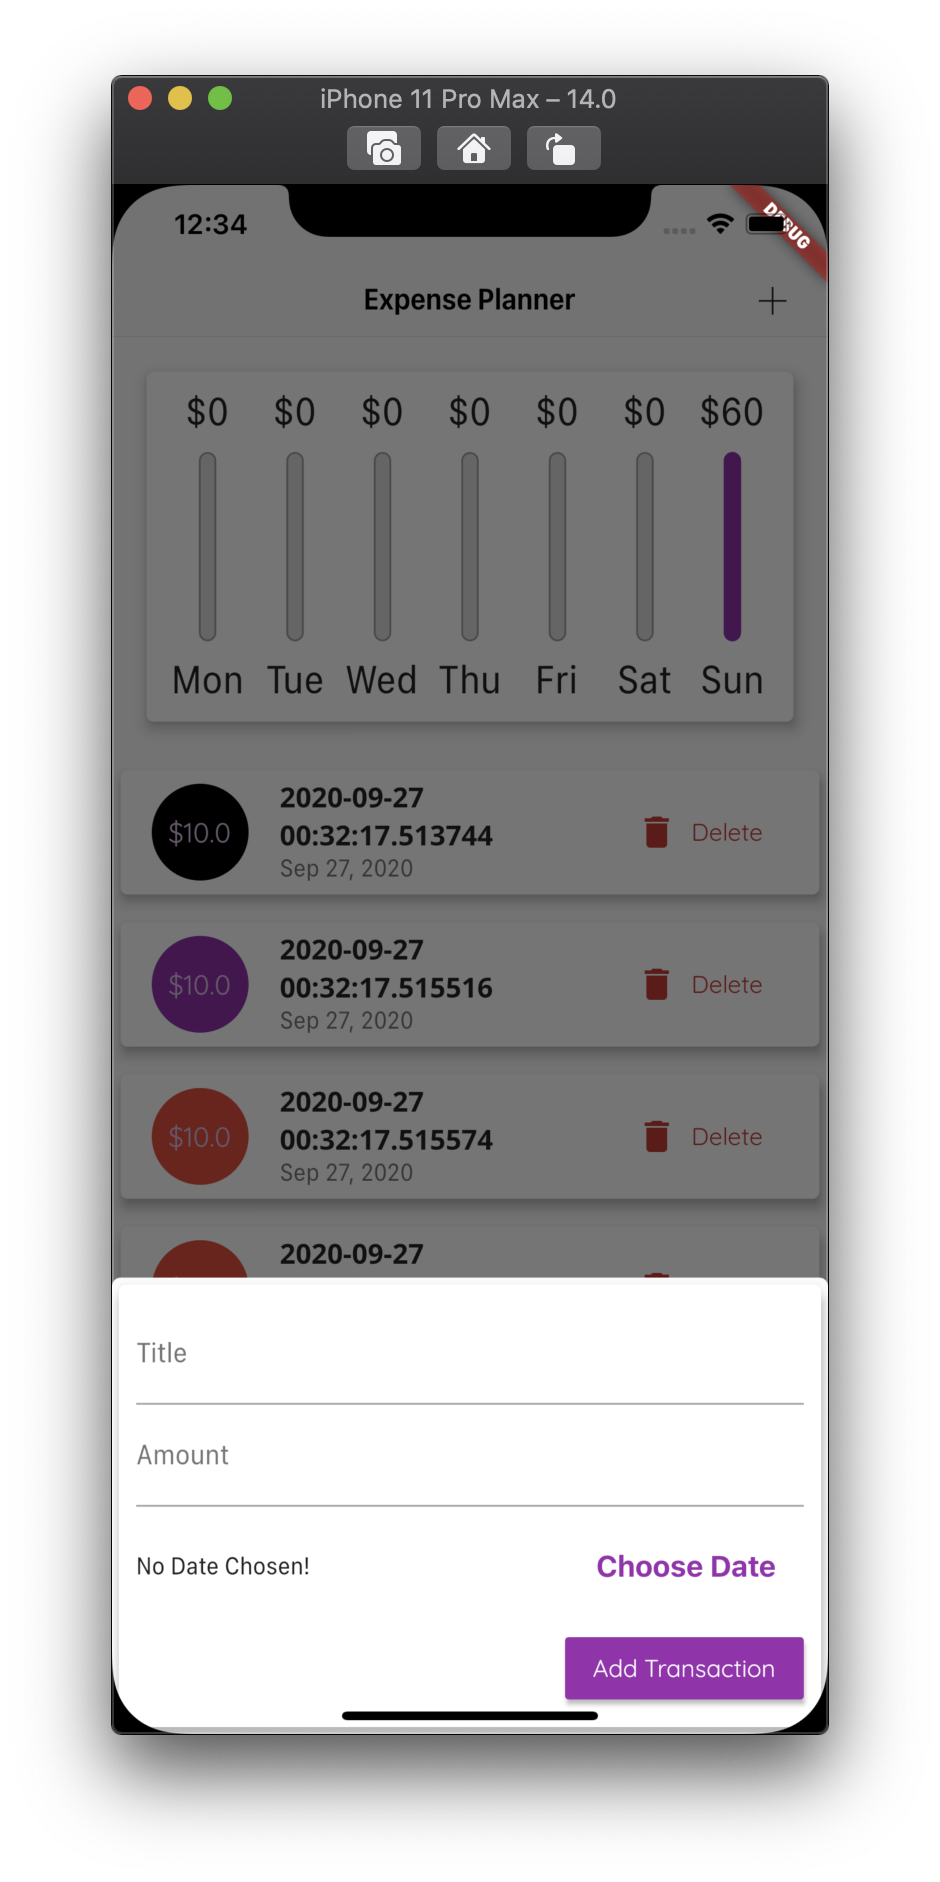 iPhone 11 Pro Max – 14.0
12:34
DEBUG
Expense Planner
$0 $0 $0 $0 $0 $0 $60
Mon Tue Wed Thu Fri Sat Sun
$10.0
2020-09-27
00:32:17.513744
Sep 27, 2020
Delete
$10.0
2020-09-27
00:32:17.515516
Sep 27, 2020
Delete
$10.0
2020-09-27
00:32:17.515574
Sep 27, 2020
Delete
2020-09-27
Title
Amount
No Date Chosen!
Choose Date
Add Transaction